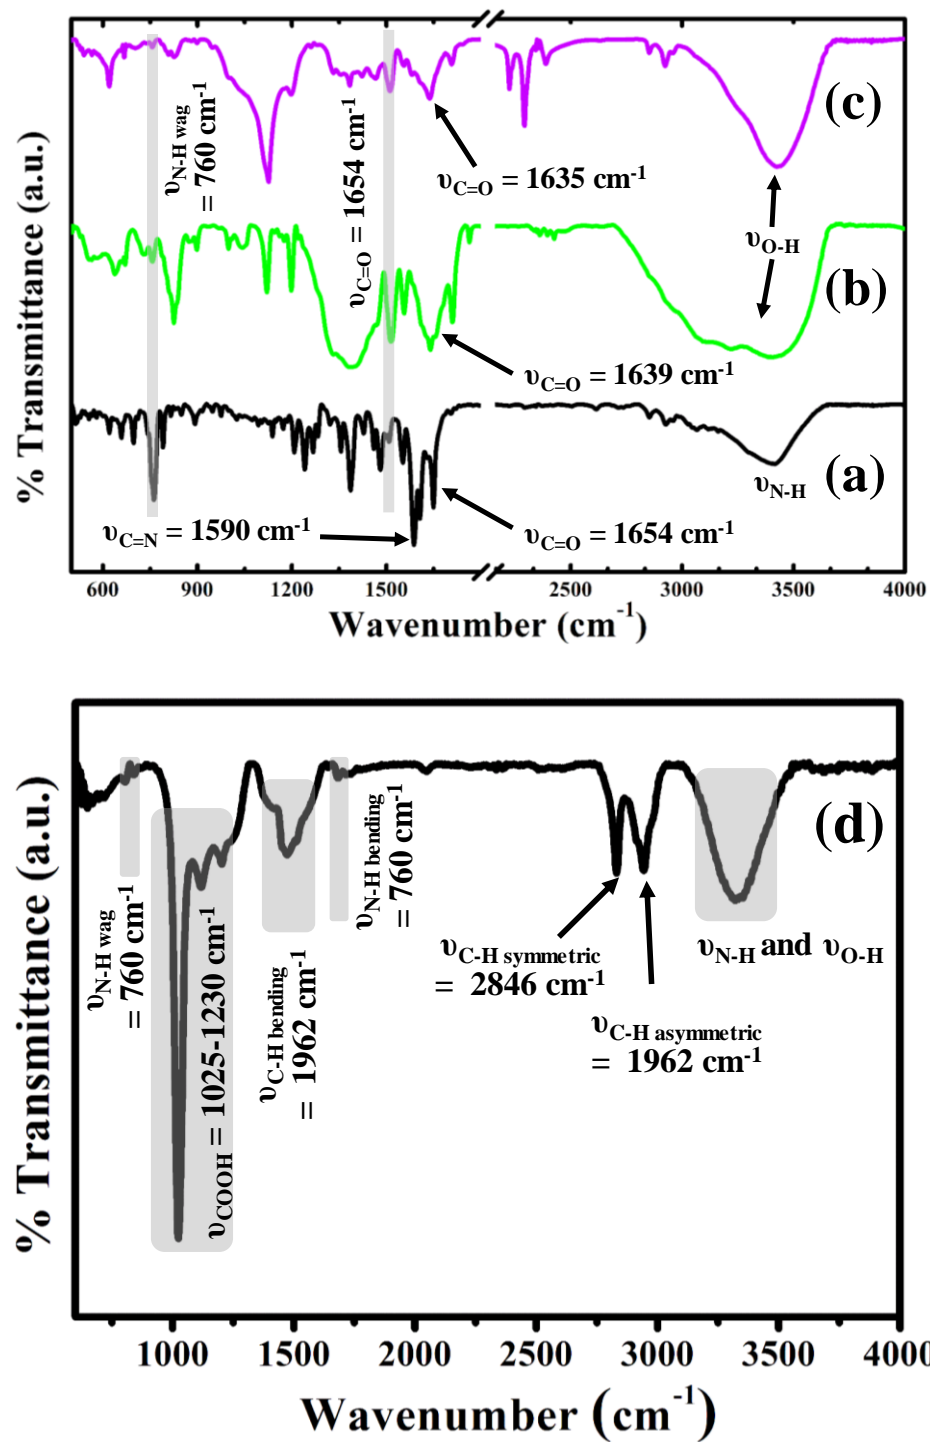 % Transmittance (a.u.)
υN-H wag
= 760 cm-1
υC=O = 1654 cm-1
υC=O = 1635 cm-1
(c)
υO-H
(b)
υC=O = 1639 cm-1
(a)
υN-H
υC=N = 1590 cm-1
υC=O = 1654 cm-1
600 900 1200 1500 1800 2500 3000 3500 4000
Wavenumber (cm-1)
% Transmittance (a.u.)
(d)
υN-H wag
= 760 cm-1
υCOOH = 1025-1230 cm-1
υC-H bending
= 1962 cm-1
υN-H bending
= 760 cm-1
υC-H symmetric
= 2846 cm-1
υC-H asymmetric
= 1962 cm-1
υN-H and υO-H
1000 1500 2000 2500 3000 3500 4000
Wavenumber (cm-1)